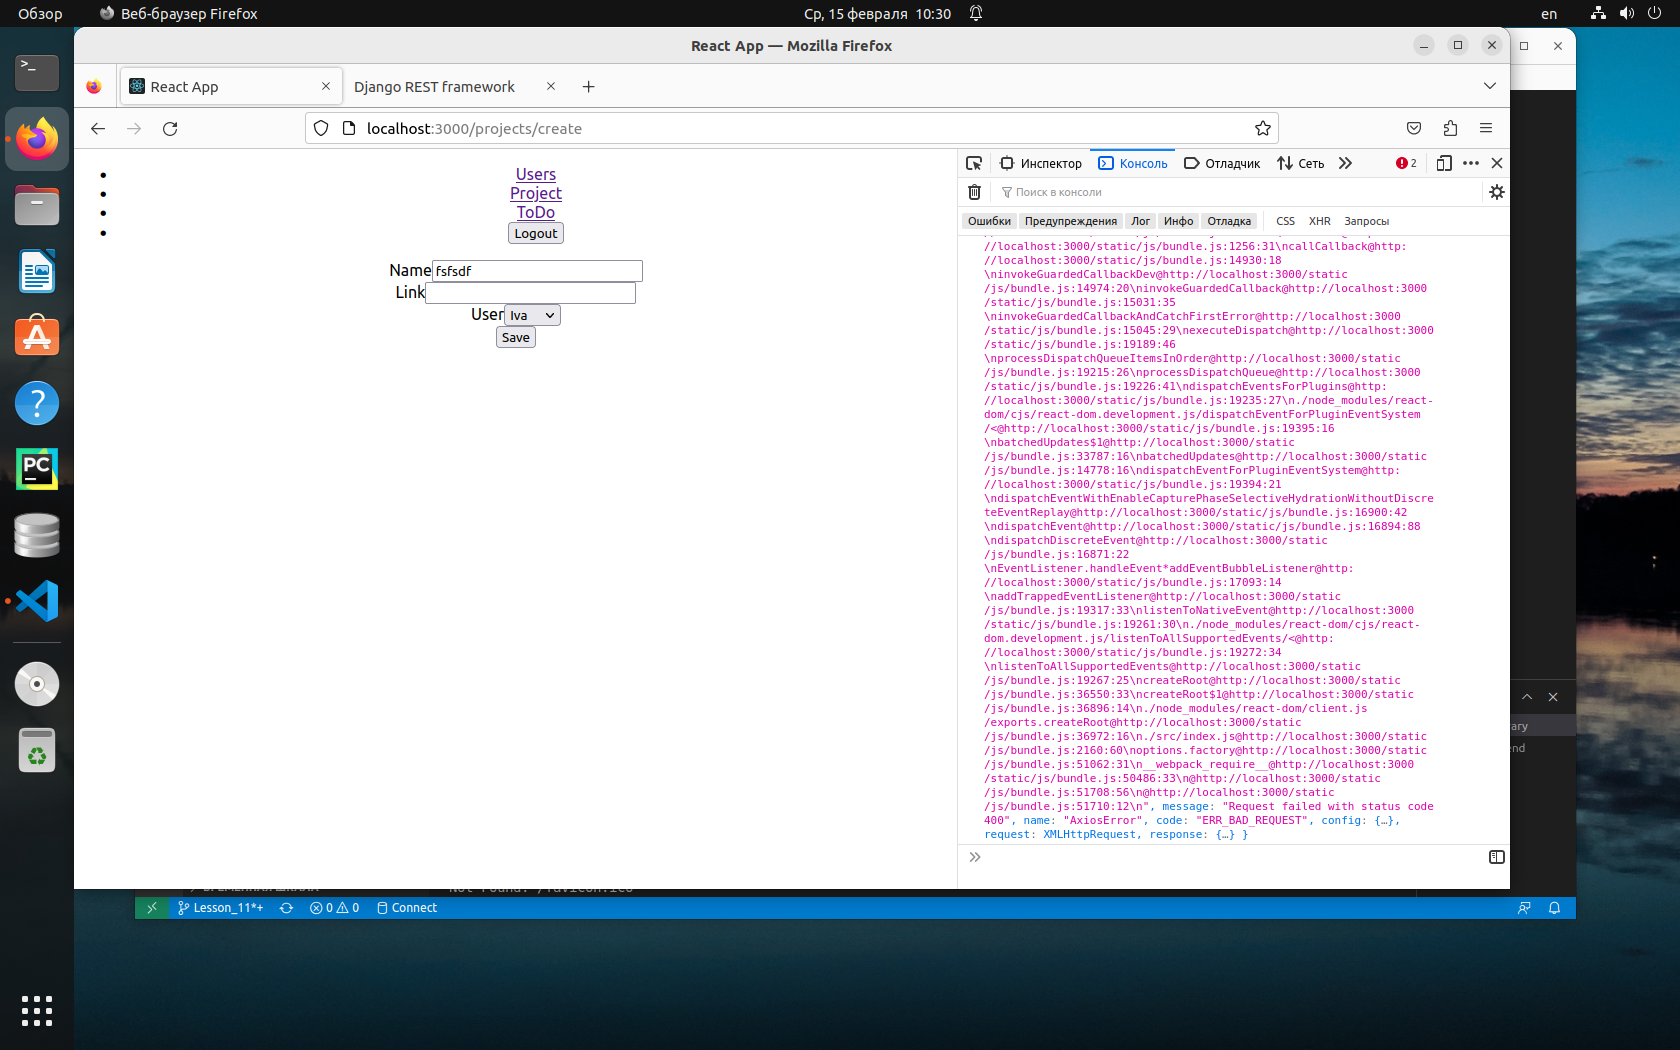 Обзор
Веб-браузер Firefox
Ср, 15 февраля 10:30
en
React App — Mozilla Firefox
React App
Django REST framework
localhost:3000/projects/create
Users
Project
ToDo
Logout
Name fsfsdf
Link
User Iva
Save
Инспектор
Консоль
Отладчик
Сеть
2
Поиск в консоли
Ошибки
Предупреждения
Лог
Инфо
Отладка
CSS
XHR
Запросы
//localhost:3000/static/js/bundle.js:1256:31\ncallCallback@http:
//localhost:3000/static/js/bundle.js:14930:18
\ninvokeGuardedCallbackDev@http://localhost:3000/static
/js/bundle.js:14974:20\ninvokeGuardedCallback@http://localhost:3000
/static/js/bundle.js:15031:35
\ninvokeGuardedCallbackAndCatchFirstError@http://localhost:3000
/static/js/bundle.js:15045:29\nexecuteDispatch@http://localhost:3000
/static/js/bundle.js:19189:46
\nprocessDispatchQueueItemsInOrder@http://localhost:3000/static
/js/bundle.js:19215:26\nprocessDispatchQueue@http://localhost:3000
/static/js/bundle.js:19226:41\ndispatchEventsForPlugins@http:
//localhost:3000/static/js/bundle.js:19235:27\n./node_modules/react-
dom/cjs/react-dom.development.js/dispatchEventForPluginEventSystem
/<@http://localhost:3000/static/js/bundle.js:19395:16
\nbatchedUpdates$1@http://localhost:3000/static
/js/bundle.js:33787:16\nbatchedUpdates@http://localhost:3000/static
/js/bundle.js:14778:16\ndispatchEventForPluginEventSystem@http:
//localhost:3000/static/js/bundle.js:19394:21
\ndispatchEventWithEnableCapturePhaseSelectiveHydrationWithoutDiscre
teEventReplay@http://localhost:3000/static/js/bundle.js:16900:42
\ndispatchEvent@http://localhost:3000/static/js/bundle.js:16894:88
\ndispatchDiscreteEvent@http://localhost:3000/static
/js/bundle.js:16871:22
\nEventListener.handleEvent*addEventBubbleListener@http:
//localhost:3000/static/js/bundle.js:17093:14
\naddTrappedEventListener@http://localhost:3000/static
/js/bundle.js:19317:33\nlistenToNativeEvent@http://localhost:3000
/static/js/bundle.js:19261:30\n./node_modules/react-dom/cjs/react-
dom.development.js/listenToAllSupportedEvents/<@http:
//localhost:3000/static/js/bundle.js:19272:34
\nlistenToAllSupportedEvents@http://localhost:3000/static
/js/bundle.js:19267:25\ncreateRoot@http://localhost:3000/static
/js/bundle.js:36550:33\ncreateRoot$1@http://localhost:3000/static
/js/bundle.js:36896:14\n./node_modules/react-dom/client.js
/exports.createRoot@http://localhost:3000/static
/js/bundle.js:36972:16\n./src/index.js@http://localhost:3000/static
/js/bundle.js:2160:60\noptions.factory@http://localhost:3000/static
/js/bundle.js:51062:31\n__webpack_require__@http://localhost:3000
/static/js/bundle.js:50486:33\n@http://localhost:3000/static
/js/bundle.js:51708:56\n@http://localhost:3000/static
/js/bundle.js:51710:12\n", message: "Request failed with status code
400", name: "AxiosError", code: "ERR_BAD_REQUEST", config: {…},
request: XMLHttpRequest, response: {…} }
ary
nd
Lesson_11*+
0
0
Connect